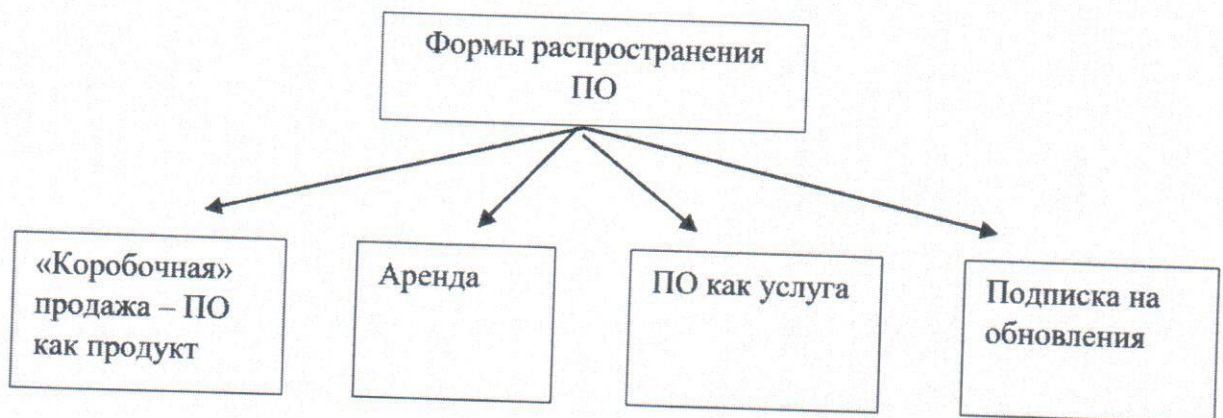 Формы распространения
ПО
«Коробочная»
продажа – ПО
как продукт
Аренда
ПО как услуга
Подписка на
обновления